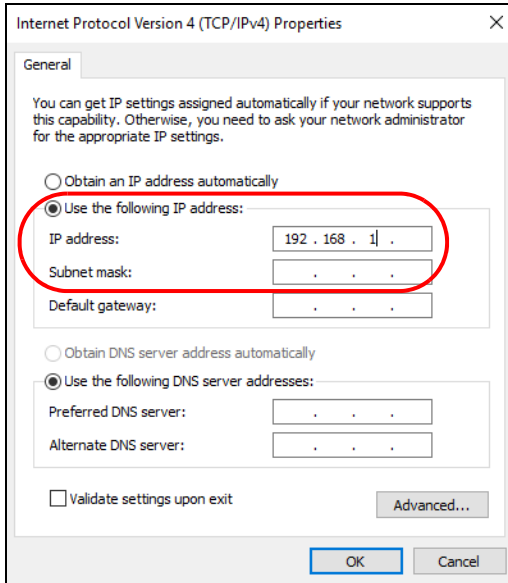 Internet Protocol Version 4 (TCP/IPv4) Properties
General
You can get IP settings assigned automatically if your network supports
this capability. Otherwise, you need to ask your network administrator
for the appropriate IP settings.
Obtain an IP address automatically
Use the following IP address:
IP address: 192 . 168 . 1 .
Subnet mask: . . .
Default gateway: . . .
Obtain DNS server address automatically
Use the following DNS server addresses:
Preferred DNS server: . . .
Alternate DNS server: . . .
Validate settings upon exit
Advanced...
OK Cancel